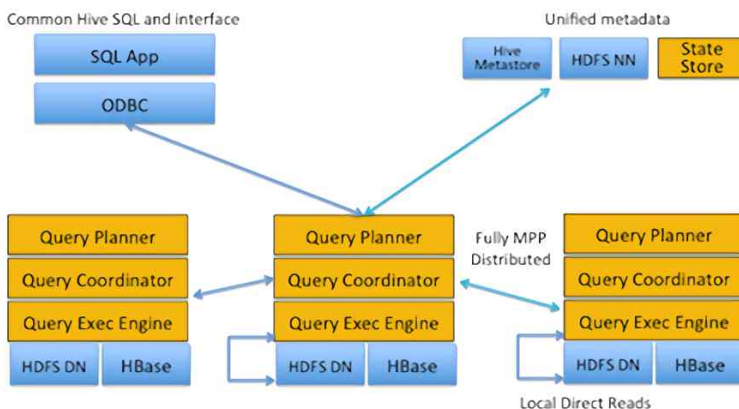 Common Hive SQL and interface
Unified metadata
SQL App
ODBC
Hive
Metastore
HDFS NN
State
Store
Query Planner
Query Coordinator
Query Exec Engine
HDFS DN
HBase
Query Planner
Query Coordinator
Query Exec Engine
HDFS DN
HBase
Fully MPP
Distributed
Query Planner
Query Coordinator
Query Exec Engine
HDFS DN
HBase
Local Direct Reads